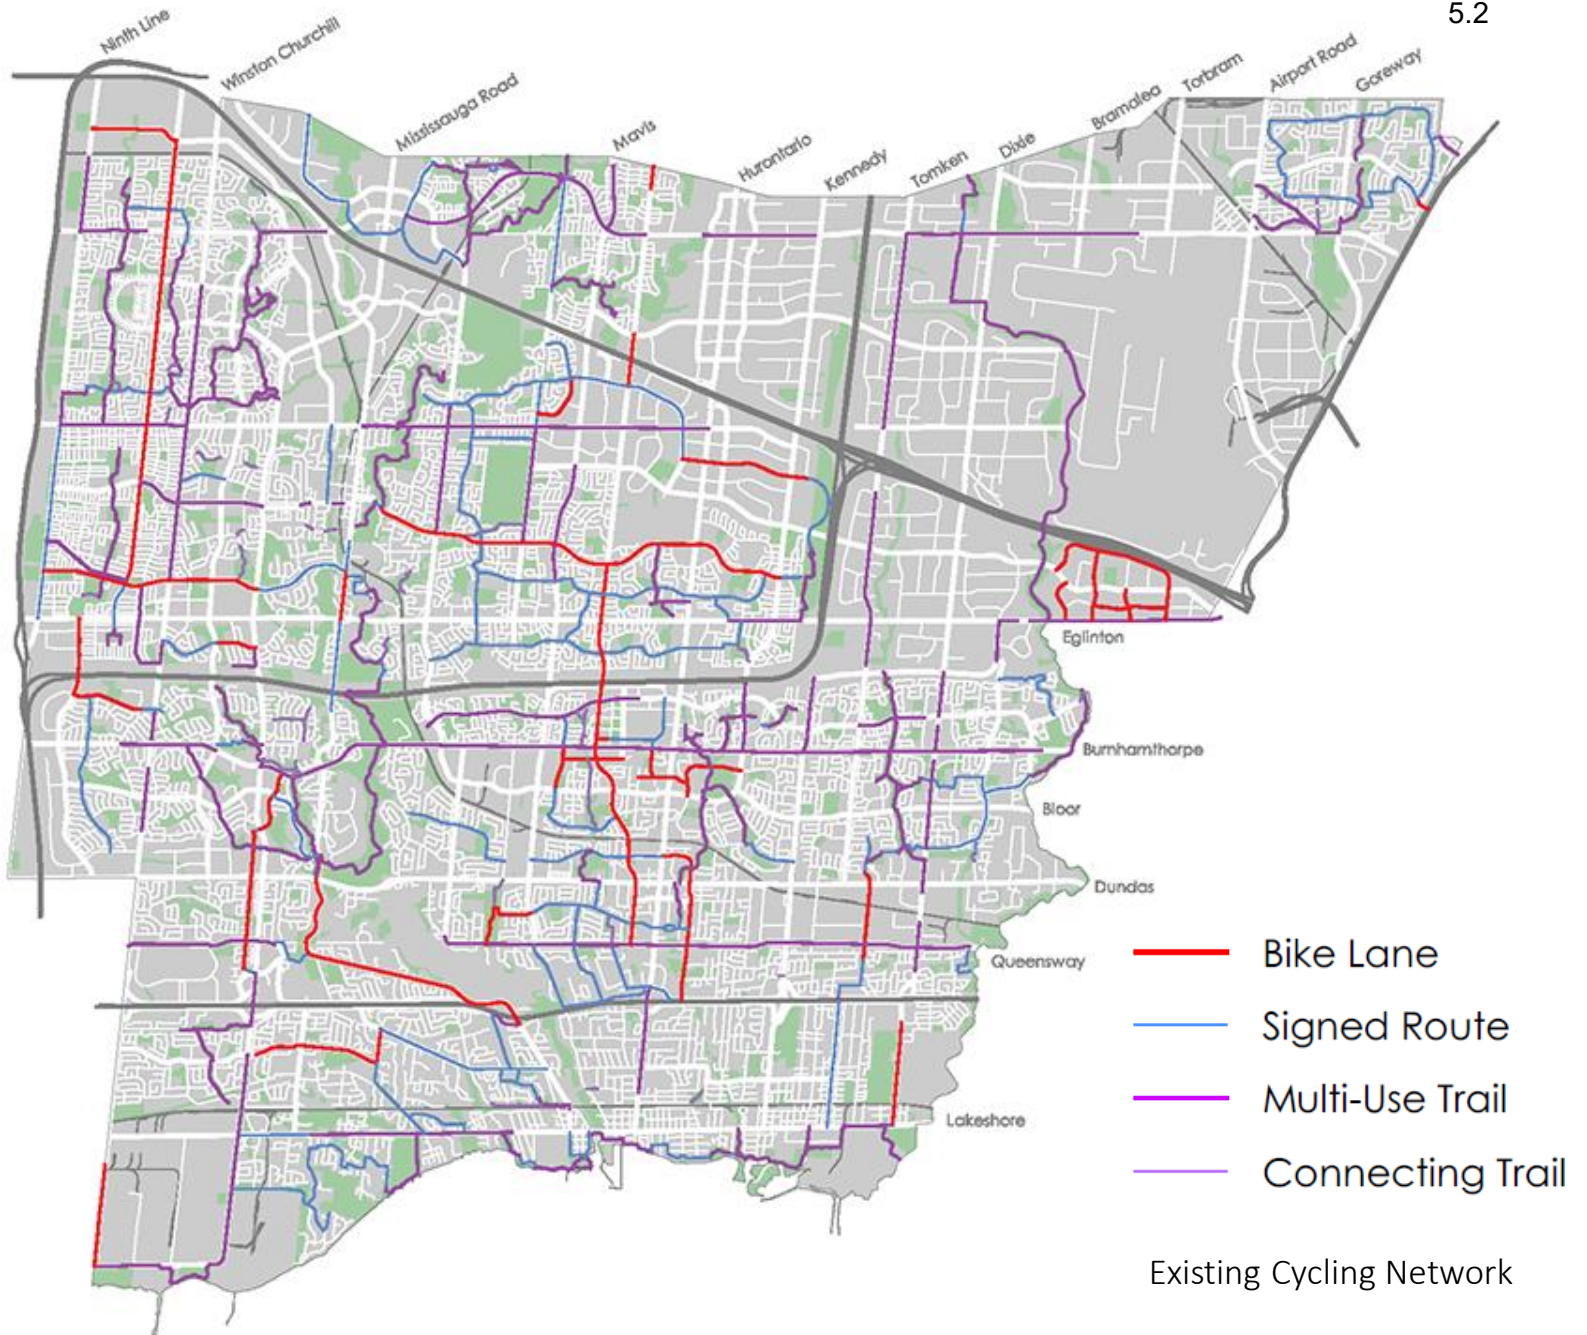 5.2
Ninth Line
Winston Churchill
Mississauga Road
Mavis
Hurontario
Kennedy
Tomken
Dixie
Bramalea
Torbram
Airport Road
Goreway
Eglinton
Burnhamthorpe
Bloor
Dundas
Queensway
Lakeshore
Bike Lane
Signed Route
Multi-Use Trail
Connecting Trail
Existing Cycling Network